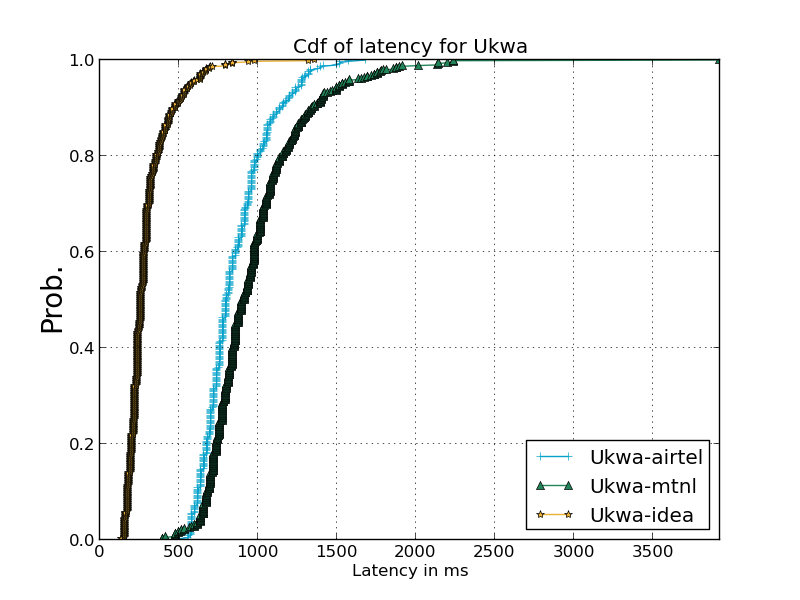 Cdf of latency for Ukwa
Prob.
1.0
0.8
0.6
0.4
0.2
0.0
0 500 1000 1500 2000 2500 3000 3500
Latency in ms
Ukwa-airtel
Ukwa-mtnl
Ukwa-idea